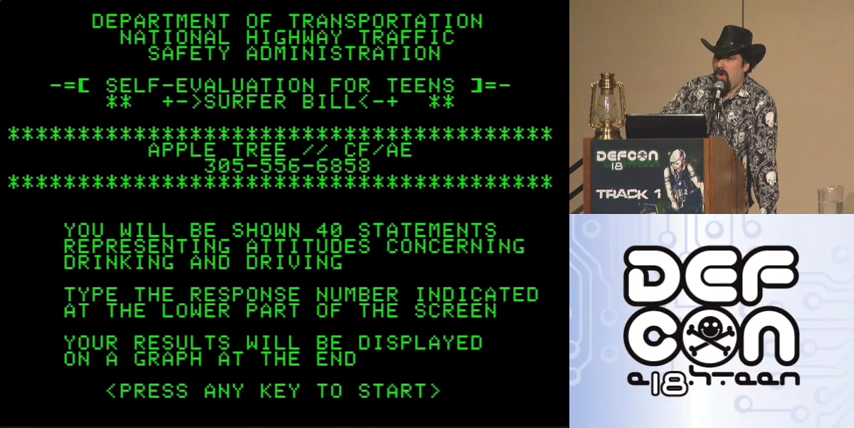 DEPARTMENT OF TRANSPORTATION
NATIONAL HIGHWAY TRAFFIC
SAFETY ADMINISTRATION
-=[ SELF-EVALUATION FOR TEENS ]=-
** +->SURFER BILL<-+ **
***************************************
APPLE TREE // CF/AE
305-556-6858
***************************************
YOU WILL BE SHOWN 40 STATEMENTS
REPRESENTING ATTITUDES CONCERNING
DRINKING AND DRIVING
TYPE THE RESPONSE NUMBER INDICATED
AT THE LOWER PART OF THE SCREEN
YOUR RESULTS WILL BE DISPLAYED
ON A GRAPH AT THE END
<PRESS ANY KEY TO START>
DEFCON
18
TRACK 1
DEF
CON
e.18.h.teen